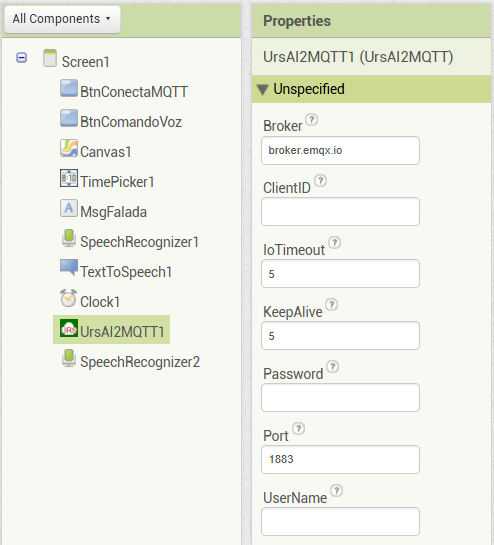 All Components
Screen1
BtnConectaMQTT
BtnComandoVoz
Canvas1
TimePicker1
A
MsgFalada
SpeechRecognizer1
TextToSpeech1
Clock1
UrsAI2MQTT1
SpeechRecognizer2
Properties
UrsAI2MQTT1 (UrsAI2MQTT)
Unspecified
Broker ?
broker.emqx.io
ClientID ?
IoTimeout ?
5
KeepAlive ?
5
Password ?
Port ?
1883
UserName ?